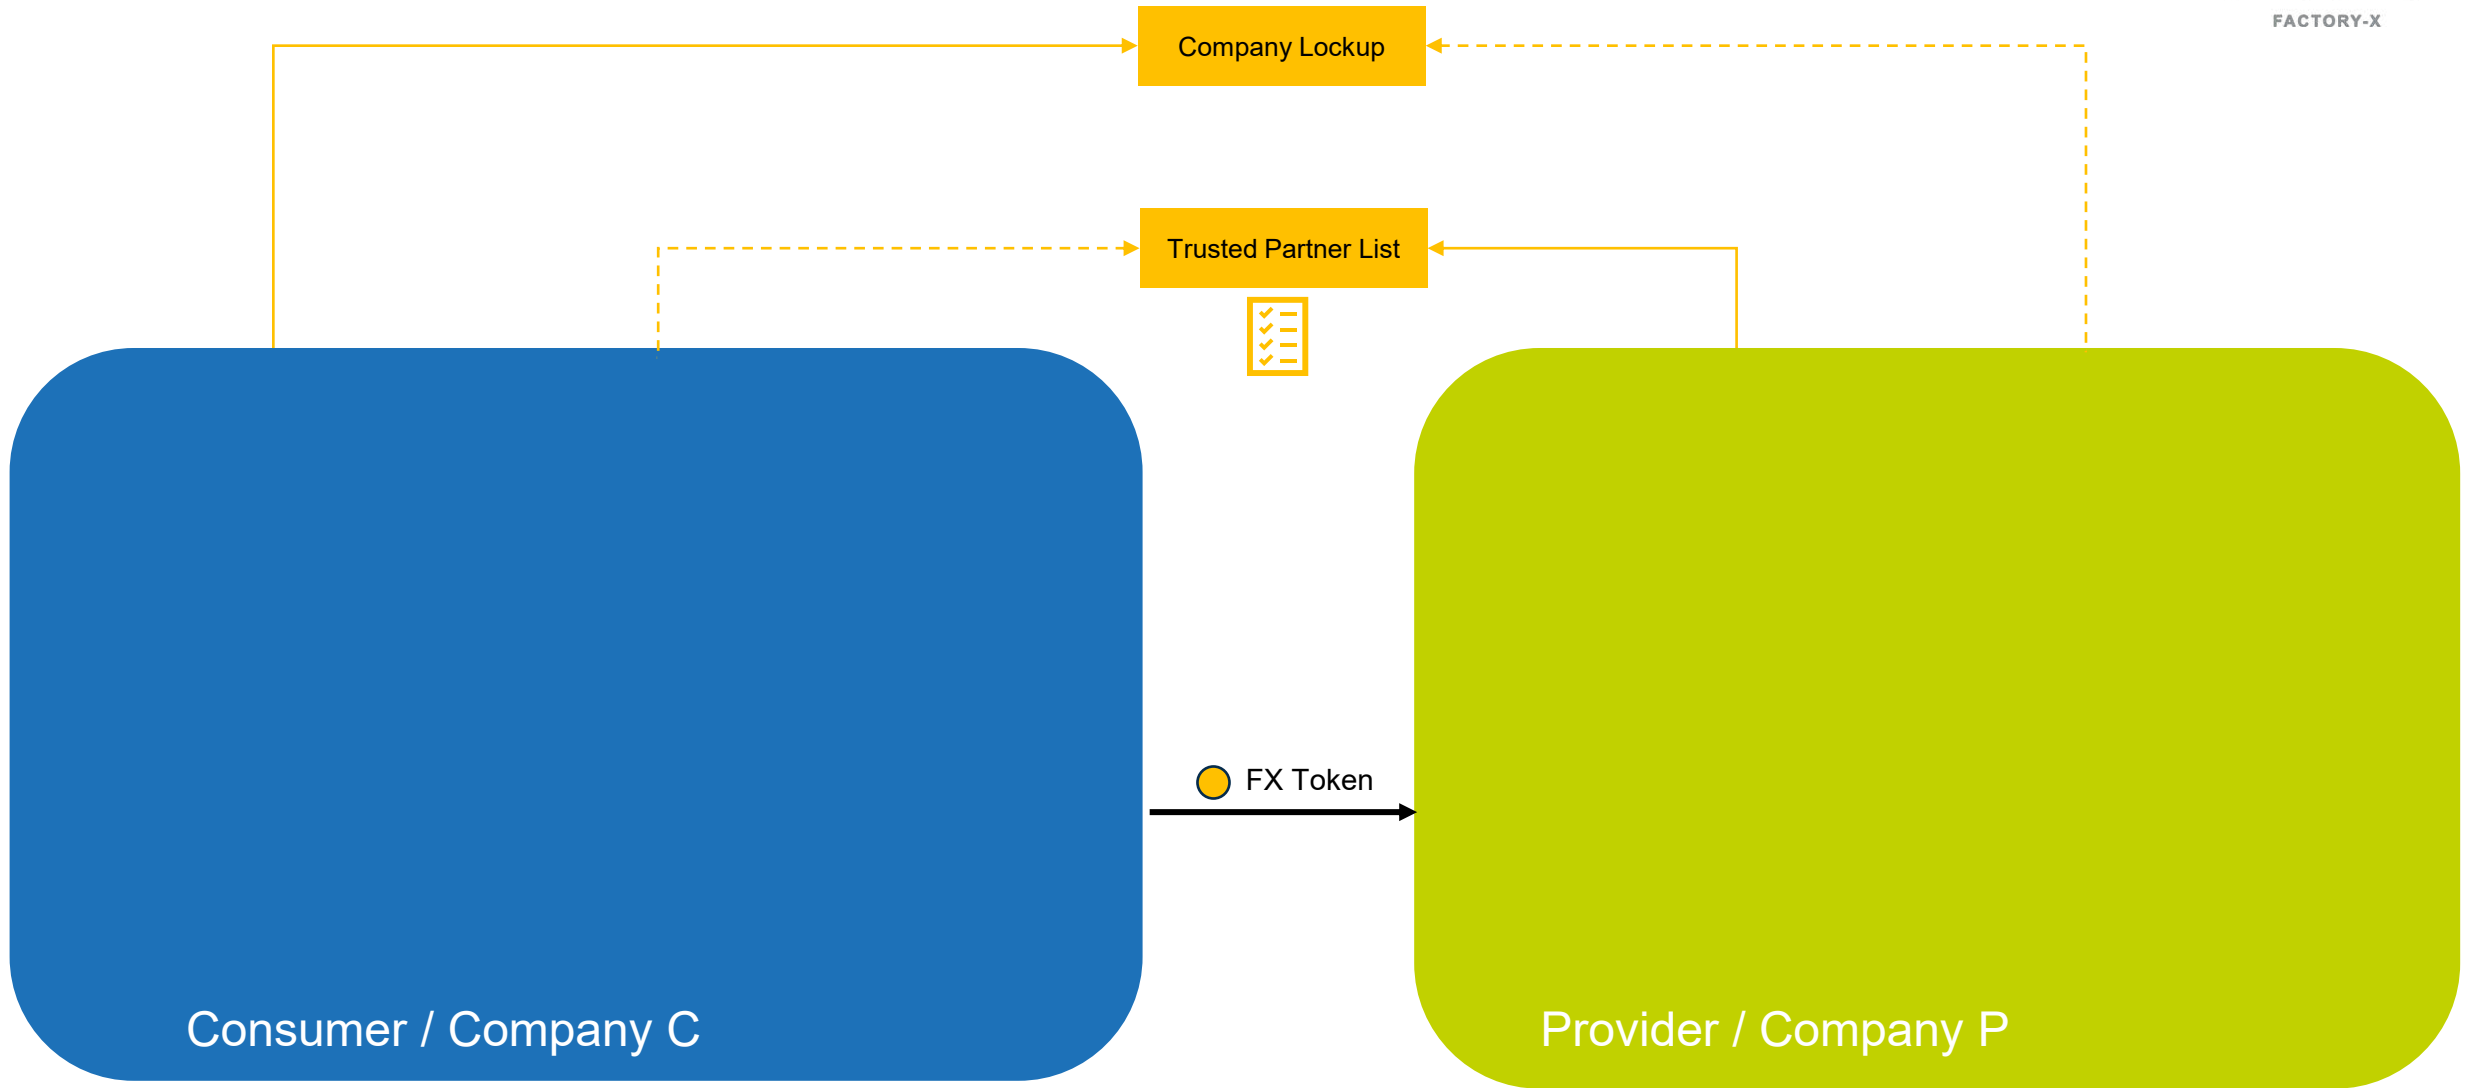 FACTORY-X
Company Lockup
Trusted Partner List
FX Token
Consumer / Company C
Provider / Company P